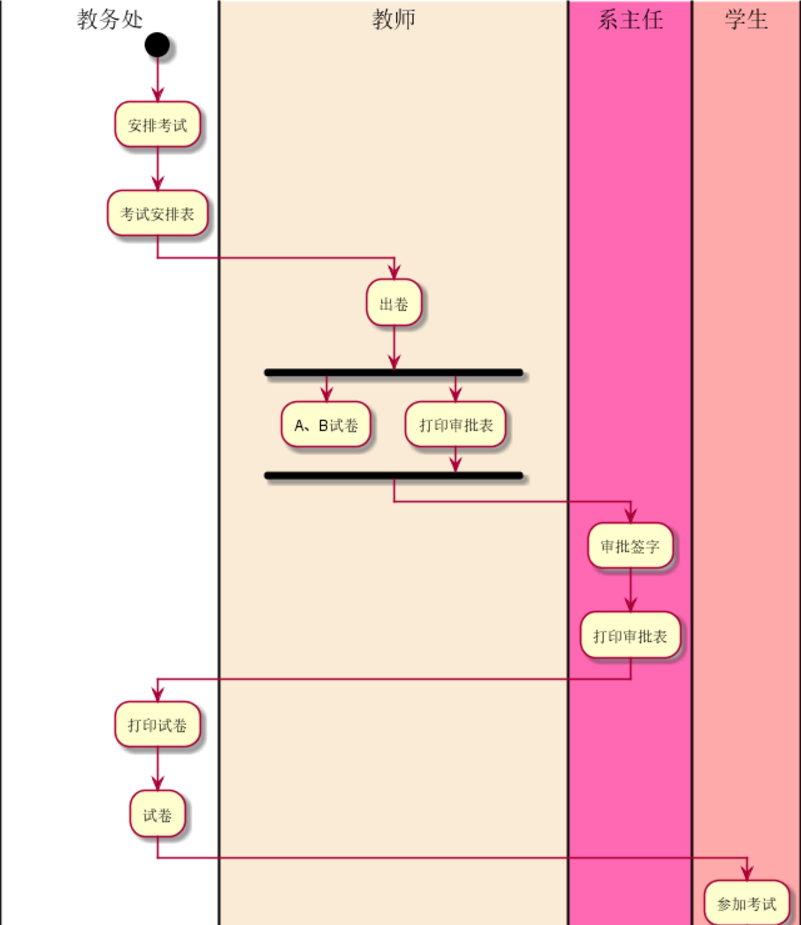 教务处
教师
系主任
学生
安排考试
考试安排表
出卷
A、B试卷
打印审批表
审批签字
打印审批表
打印试卷
试卷
参加考试